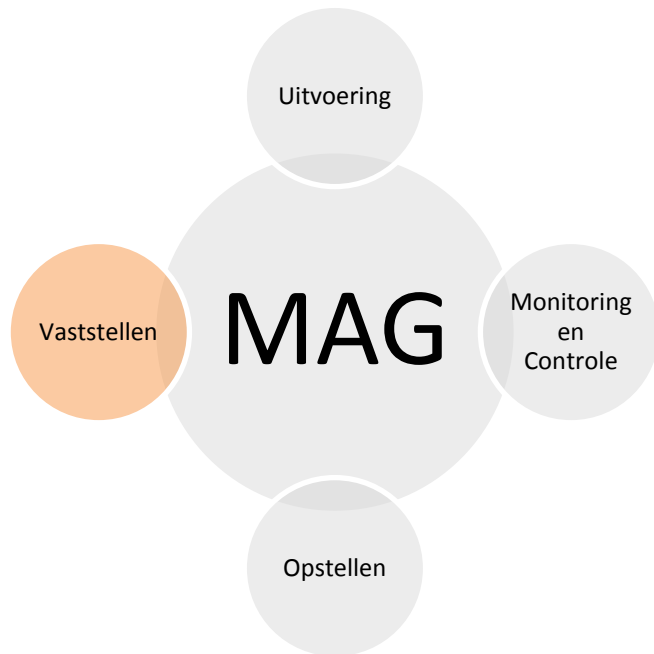 Uitvoering
Vaststellen
MAG
Monitoring
en
Controle
Opstellen